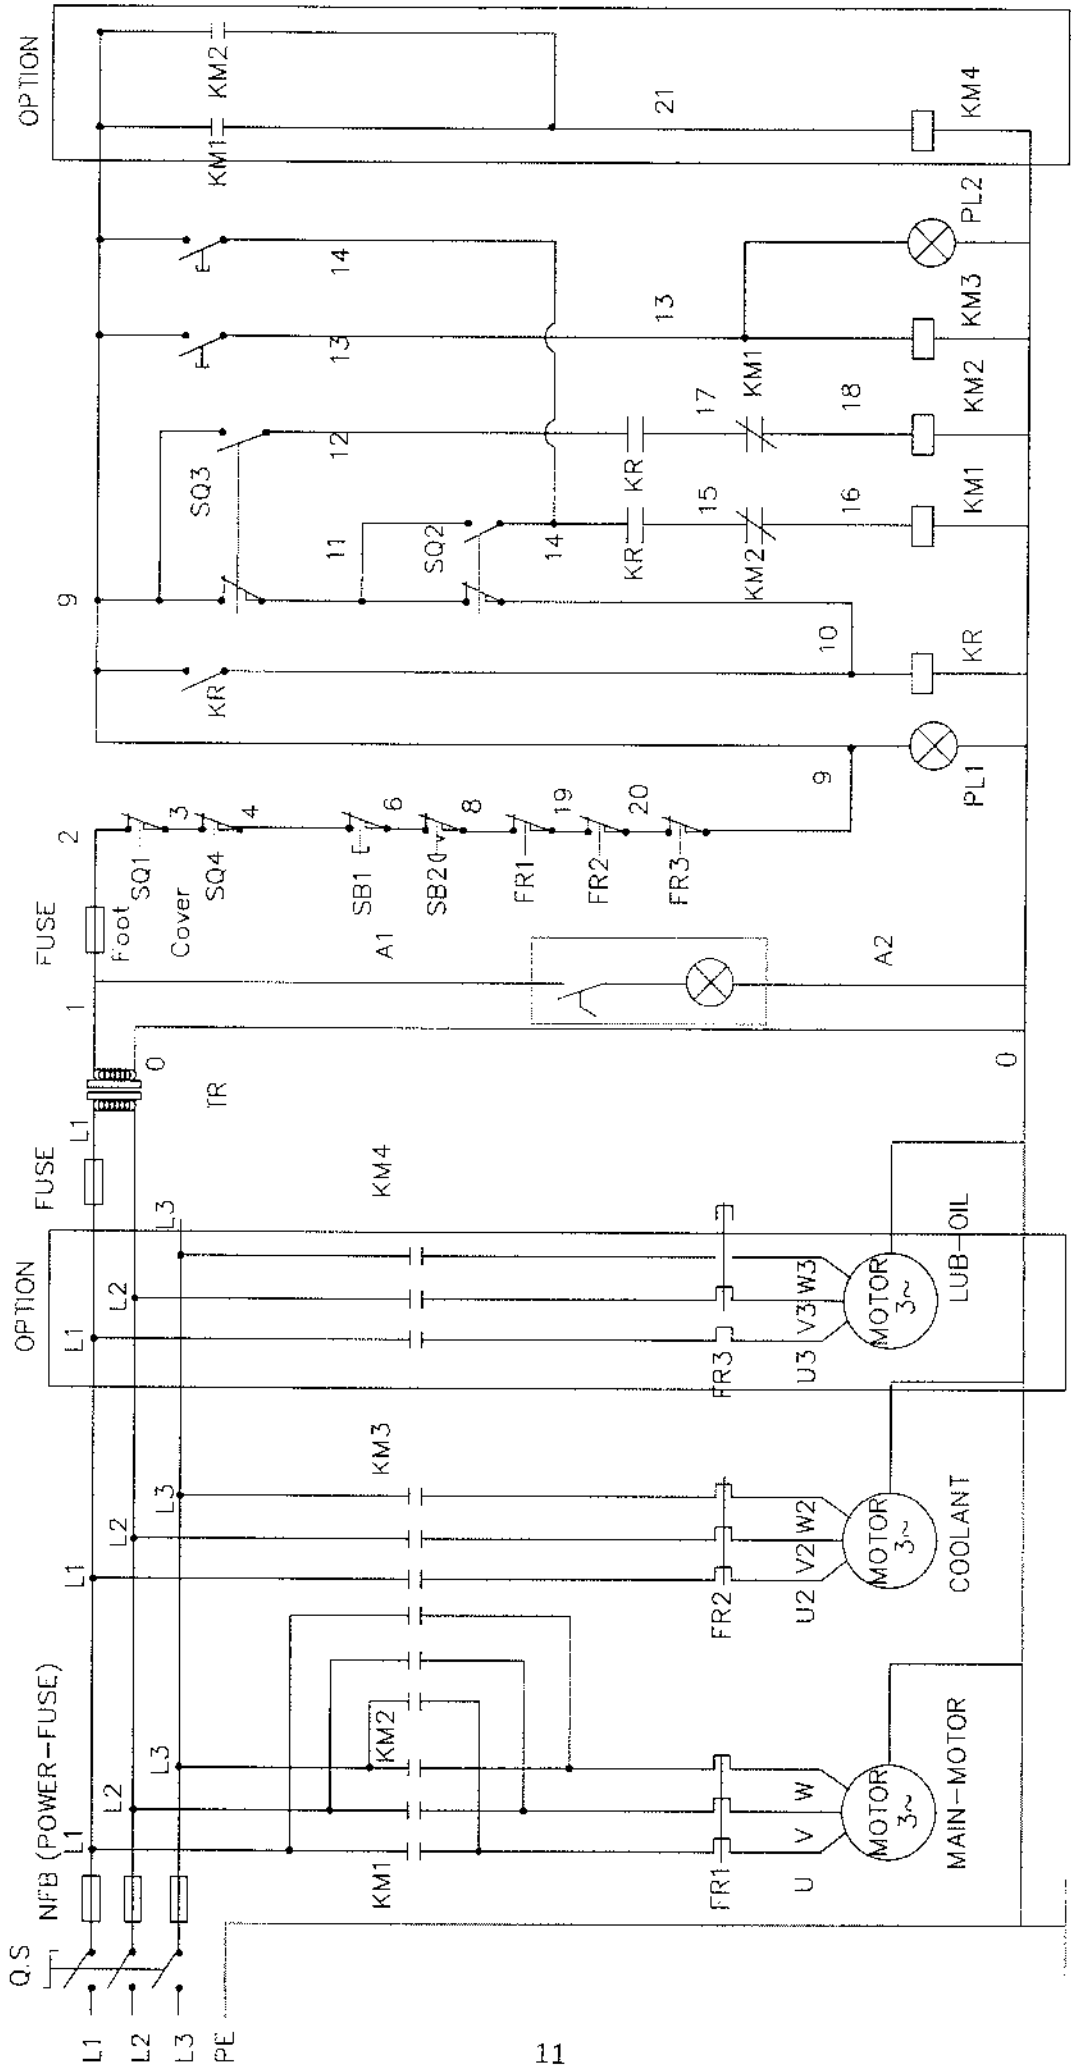 Q.S
NFB (POWER-FUSE)
OPTION
FUSE
FUSE
OPTION
L1
L2
L3
PE
L1
L2
L3
L1
L2
L3
L1
L2
L3
L1
TR
0
1
2
9
KM1
KM2
KM3
KM4
FR1
FR2
FR3
U V W
U2 V2 W2
U3 V3 W3
MOTOR
3~
MAIN-MOTOR
MOTOR
3~
COOLANT
MOTOR
3~
LUB-OIL
0
A1
A2
Foot
Cover
SQ1
3
SQ4
4
SB1
6
SB2
8
FR1
19
FR2
20
FR3
9
PL1
KR
10
KR
11
SQ3
SQ2
14
KR
15
KM2
16
KM1
12
KR
17
KM1
18
KM2
13
13
KM3
14
PL2
KM1
KM2
21
KM4
11